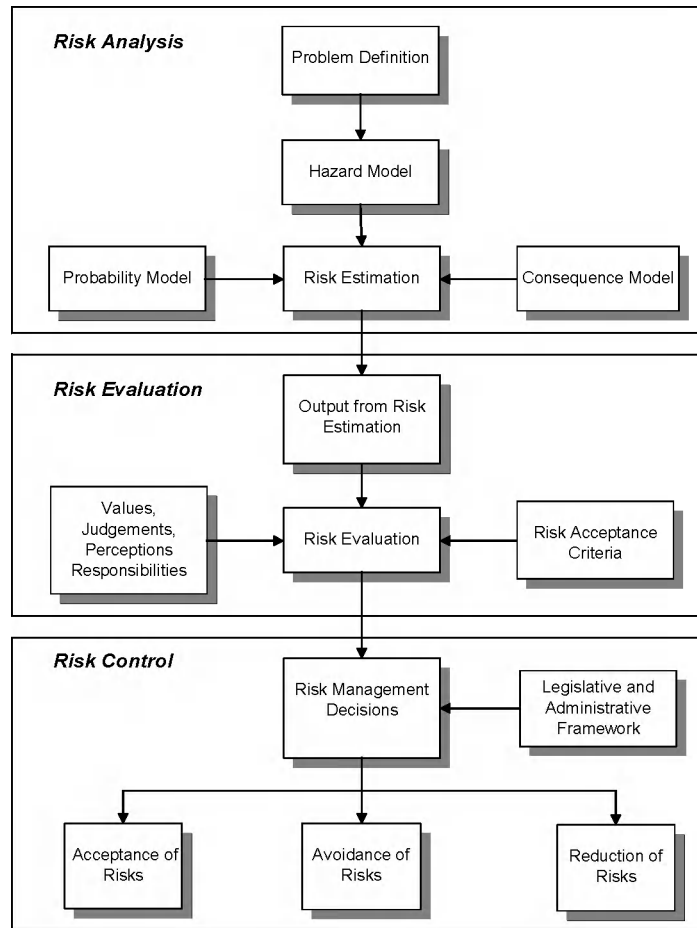 Risk Analysis
Problem Definition
Hazard Model
Probability Model
Risk Estimation
Consequence Model
Risk Evaluation
Output from Risk
Estimation
Values,
Judgements,
Perceptions
Responsibilities
Risk Evaluation
Risk Acceptance
Criteria
Risk Control
Risk Management
Decisions
Legislative and
Administrative
Framework
Acceptance of
Risks
Avoidance of
Risks
Reduction of
Risks